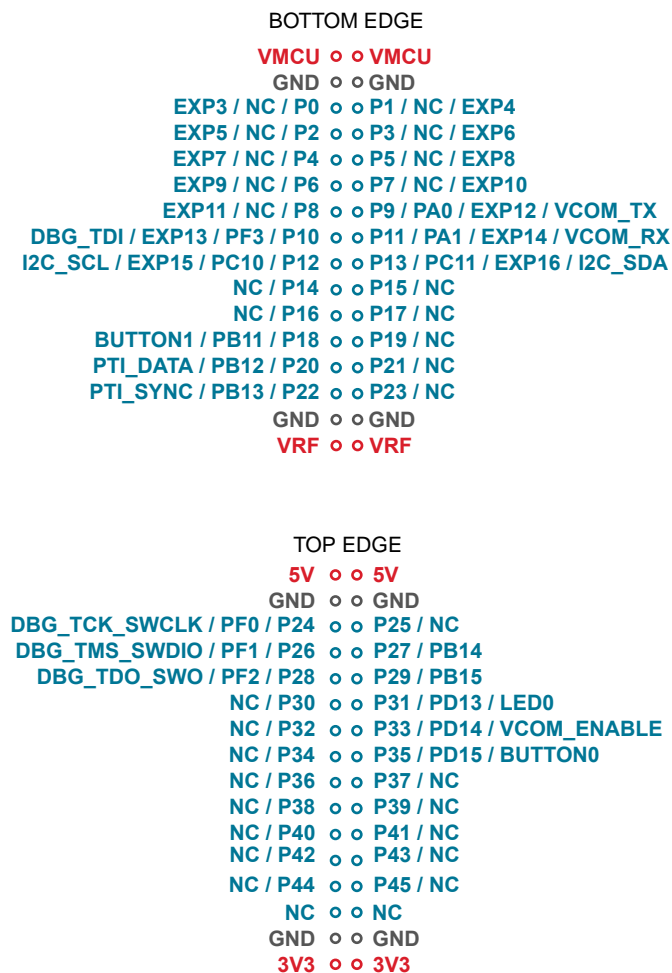 BOTTOM EDGE
VMCU VMCU
GND GND
EXP3 / NC / P0 P1 / NC / EXP4
EXP5 / NC / P2 P3 / NC / EXP6
EXP7 / NC / P4 P5 / NC / EXP8
EXP9 / NC / P6 P7 / NC / EXP10
EXP11 / NC / P8 P9 / PA0 / EXP12 / VCOM_TX
DBG_TDI / EXP13 / PF3 / P10 P11 / PA1 / EXP14 / VCOM_RX
I2C_SCL / EXP15 / PC10 / P12 P13 / PC11 / EXP16 / I2C_SDA
NC / P14 P15 / NC
NC / P16 P17 / NC
BUTTON1 / PB11 / P18 P19 / NC
PTI_DATA / PB12 / P20 P21 / NC
PTI_SYNC / PB13 / P22 P23 / NC
GND GND
VRF VRF
TOP EDGE
5V 5V
GND GND
DBG_TCK_SWCLK / PF0 / P24 P25 / NC
DBG_TMS_SWDIO / PF1 / P26 P27 / PB14
DBG_TDO_SWO / PF2 / P28 P29 / PB15
NC / P30 P31 / PD13 / LED0
NC / P32 P33 / PD14 / VCOM_ENABLE
NC / P34 P35 / PD15 / BUTTON0
NC / P36 P37 / NC
NC / P38 P39 / NC
NC / P40 P41 / NC
NC / P42 P43 / NC
NC / P44 P45 / NC
NC NC
GND GND
3V3 3V3